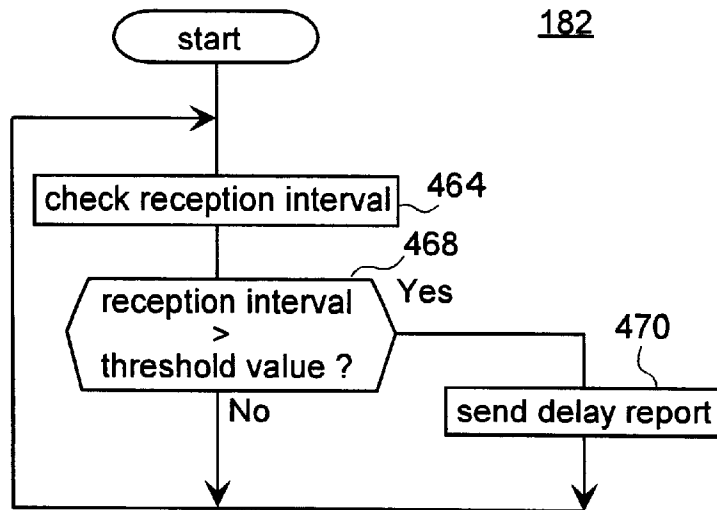 182
start
check reception interval
464
468
reception interval
>
threshold value ?
Yes
No
470
send delay report